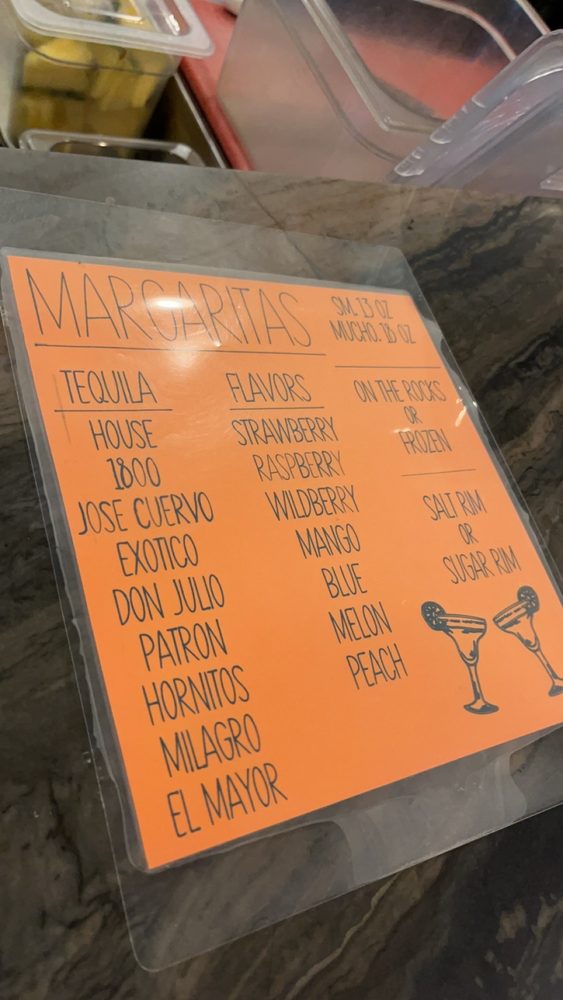 MARGARITAS
SM. 13 OZ
MUCHO. 16 OZ
TEQUILA
HOUSE
1800
JOSE CUERVO
EXOTICO
DON JULIO
PATRON
HORNITOS
MILAGRO
EL MAYOR
FLAVORS
STRAWBERRY
RASPBERRY
WILDBERRY
MANGO
BLUE
MELON
PEACH
ON THE ROCKS
OR
FROZEN
SALT RIM
OR
SUGAR RIM